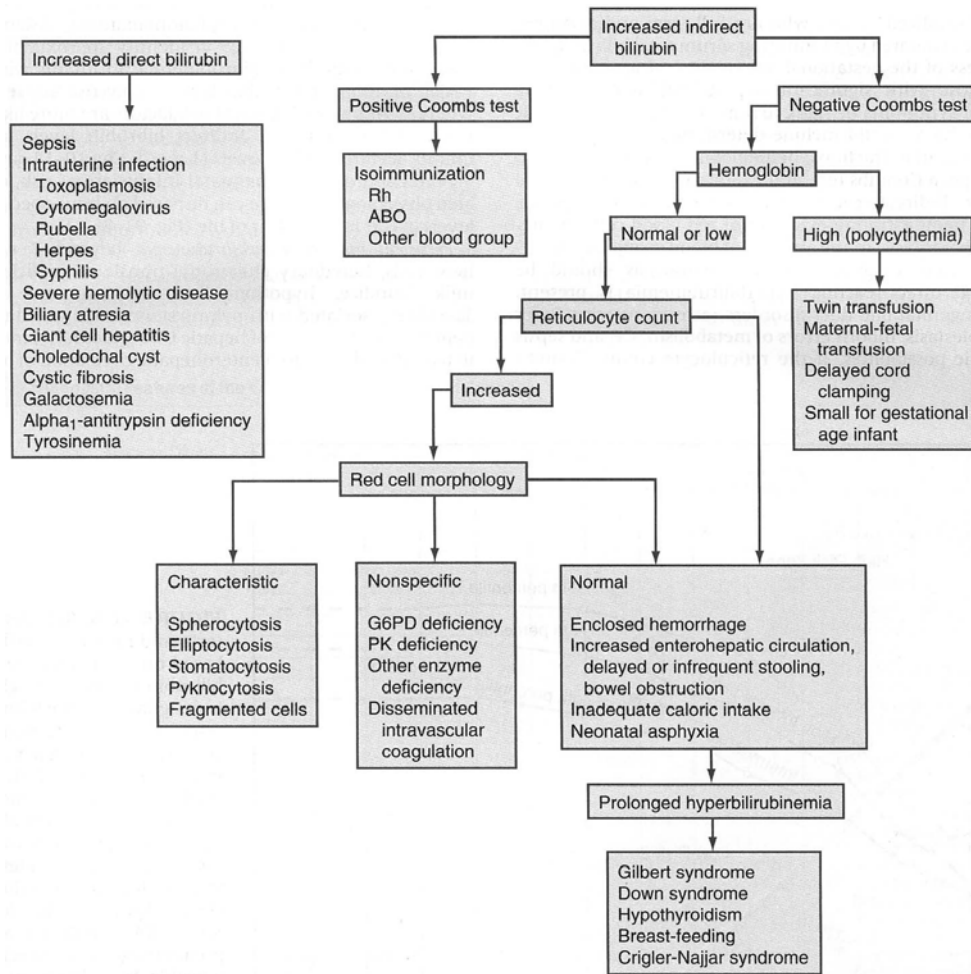 Increased direct bilirubin
Sepsis
Intrauterine infection
Toxoplasmosis
Cytomegalovirus
Rubella
Herpes
Syphilis
Severe hemolytic disease
Biliary atresia
Giant cell hepatitis
Choledochal cyst
Cystic fibrosis
Galactosemia
Alpha₁-antitrypsin deficiency
Tyrosinemia
Increased indirect
bilirubin
Positive Coombs test
Isoimmunization
Rh
ABO
Other blood group
Negative Coombs test
Hemoglobin
Normal or low
High (polycythemia)
Twin transfusion
Maternal-fetal
transfusion
Delayed cord
clamping
Small for gestational
age infant
Reticulocyte count
Increased
Red cell morphology
Characteristic
Spherocytosis
Elliptocytosis
Stomatocytosis
Pyknocytosis
Fragmented cells
Nonspecific
G6PD deficiency
PK deficiency
Other enzyme
deficiency
Disseminated
intravascular
coagulation
Normal
Enclosed hemorrhage
Increased enterohepatic circulation,
delayed or infrequent stooling,
bowel obstruction
Inadequate caloric intake
Neonatal asphyxia
Prolonged hyperbilirubinemia
Gilbert syndrome
Down syndrome
Hypothyroidism
Breast-feeding
Crigler-Najjar syndrome